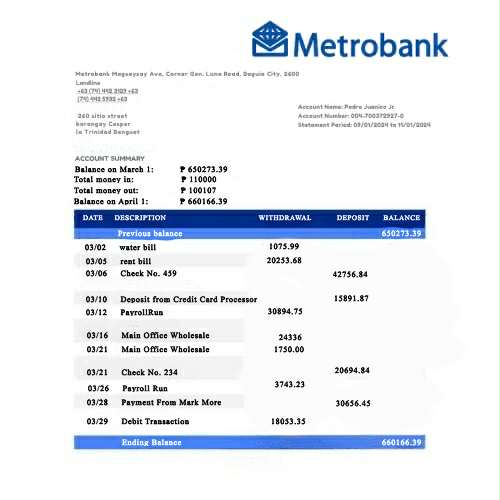 Metrobank
Metrobank Magsaysay Ave, Corner Gen. Luna Road, Baguio City, 2600
Landline
+63 (74) 442 3129 +63
(74) 442 5932 +63
260 sitio street
barangay Casper
la Trinidad Benguet
Account Name: Pedro Juanico Jr.
Account Number: 004-700372927-0
Statement Period: 09/01/2024 to 11/01/2024
ACCOUNT SUMMARY
Balance on March 1: ₱ 650273.39
Total money in: ₱ 110000
Total money out: ₱ 100107
Balance on April 1: ₱ 660166.39
DATE DESCRIPTION WITHDRAWAL DEPOSIT BALANCE
Previous balance 650273.39
03/02 water bill 1075.99
03/05 rent bill 20253.68
03/06 Check No. 459 42756.84
03/10 Deposit from Credit Card Processor 15891.87
03/12 PayrollRun 30894.75
03/16 Main Office Wholesale 24336
03/21 Main Office Wholesale 1750.00
03/21 Check No. 234 20694.84
03/26 Payroll Run 3743.23
03/28 Payment From Mark More 30656.45
03/29 Debit Transaction 18053.35
Ending Balance 660166.39